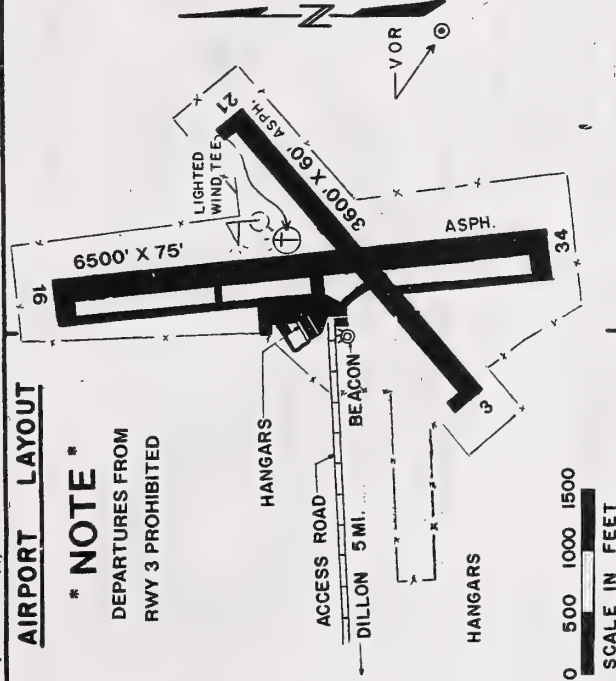 AIRPORT LAYOUT
* NOTE *
DEPARTURES FROM
RWY 3 PROHIBITED
N
VOR
LIGHTED
WIND TEE
21
3600' X 60' ASPH.
16
6500' X 75'
ASPH.
34
3
HANGARS
ACCESS ROAD
BEACON
DILLON 5 MI.
HANGARS
0 500 1000 1500
SCALE IN FEET